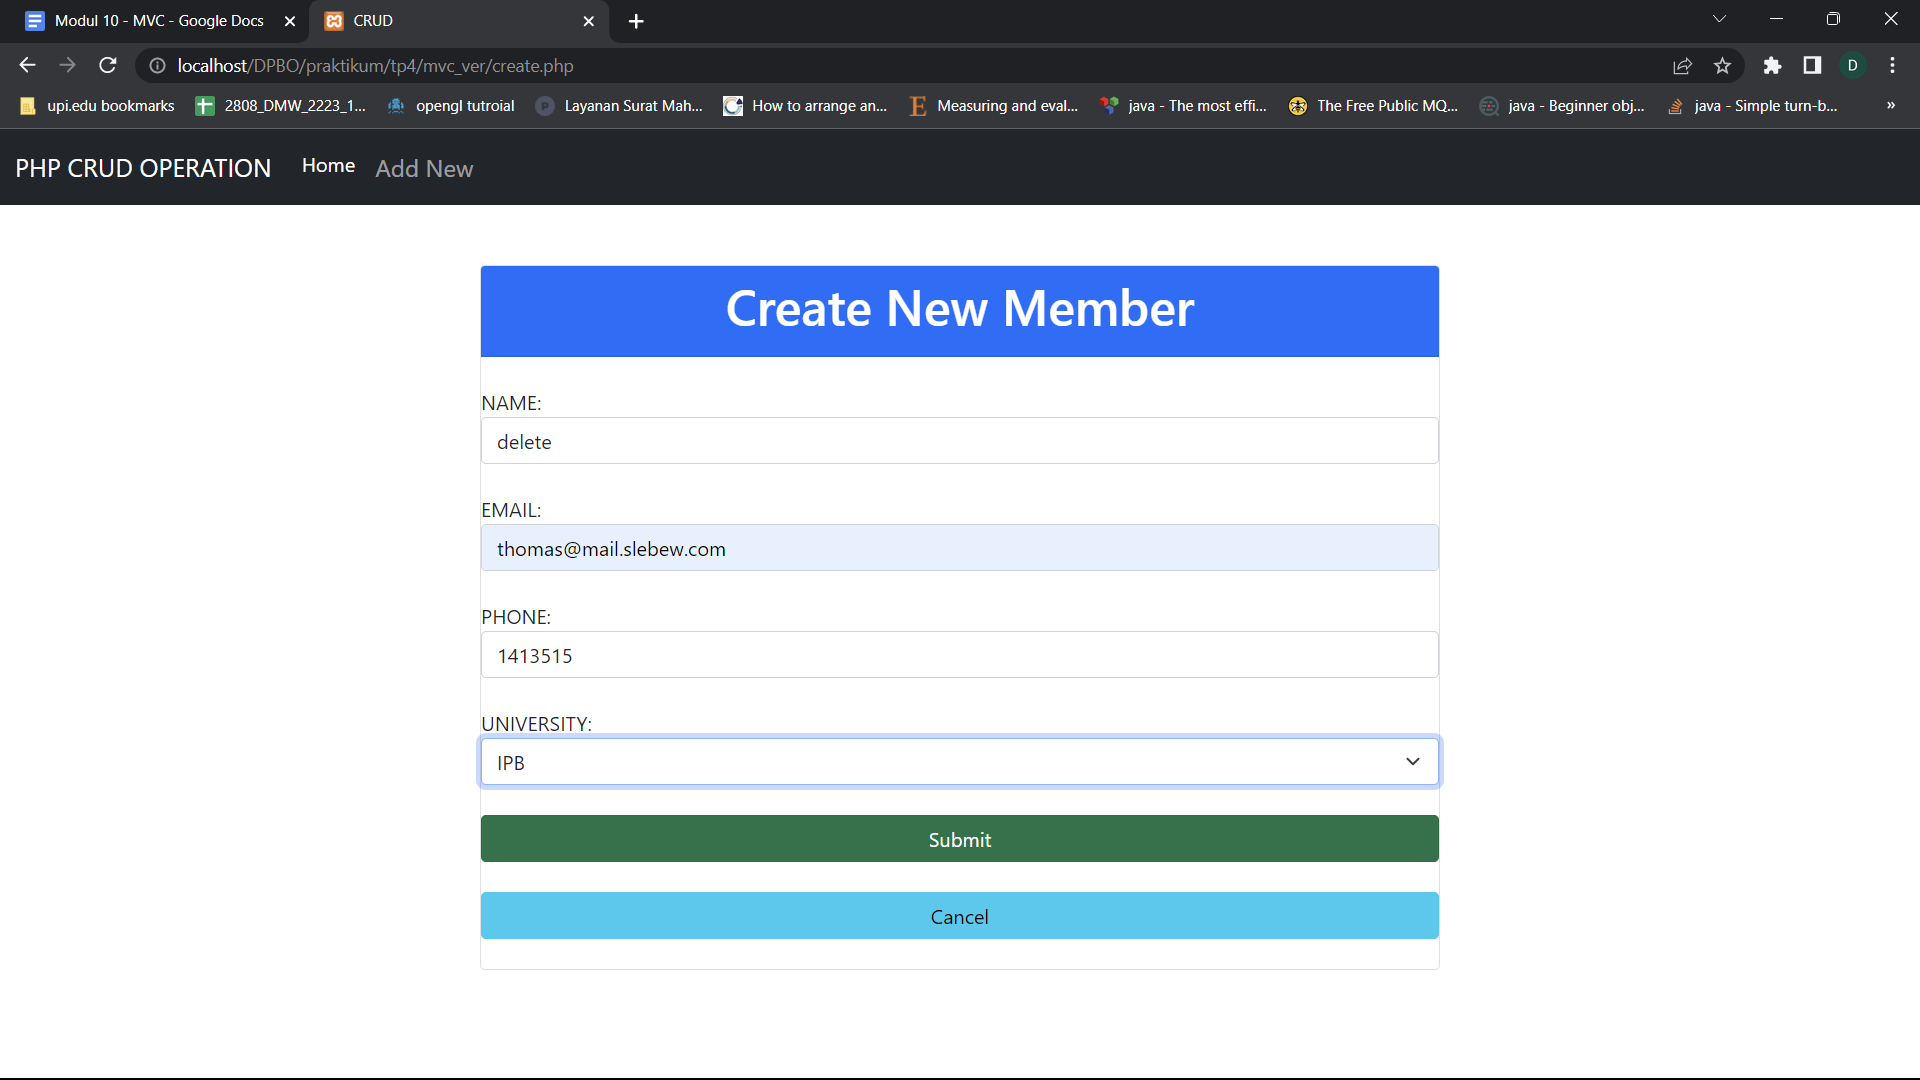 Modul 10 - MVC - Google Docs
CRUD
localhost/DPBO/praktikum/tp4/mvc_ver/create.php
D
upi.edu bookmarks
2808_DMW_2223_1...
opengl tutroial
P
Layanan Surat Mah...
How to arrange an...
E
Measuring and eval...
java - The most effi...
The Free Public MQ...
java - Beginner obj...
java - Simple turn-b...
»
PHP CRUD OPERATION
Home
Add New
Create New Member
NAME:
delete
EMAIL:
thomas@mail.slebew.com
PHONE:
1413515
UNIVERSITY:
IPB
Submit
Cancel